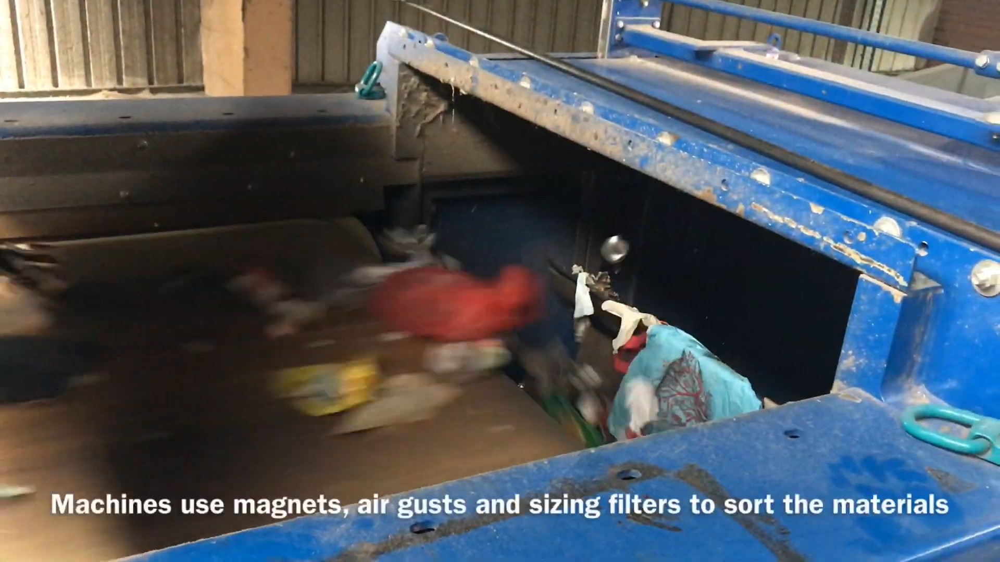 Machines use magnets, air gusts and sizing filters to sort the materials